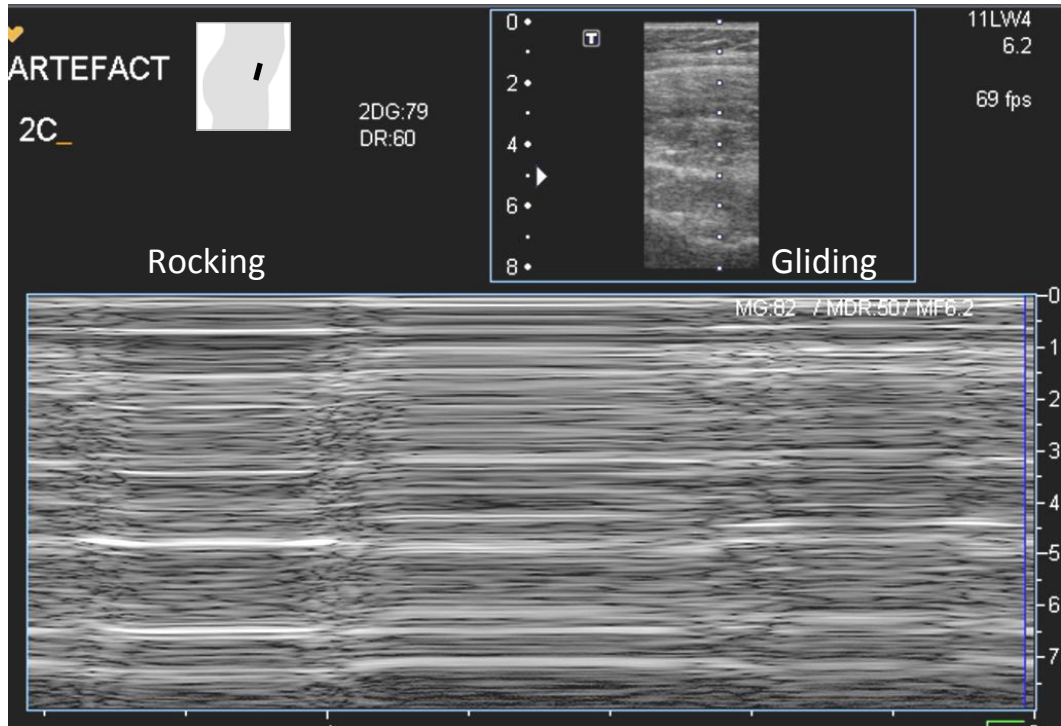 ARTEFACT
2C_
2DG:79
DR:60
0
2
4
6
8
T
11LW4
6.2
69 fps
Rocking
Gliding
MG:82 / MDR:50 / MF6.2
0
1
2
3
4
5
6
7